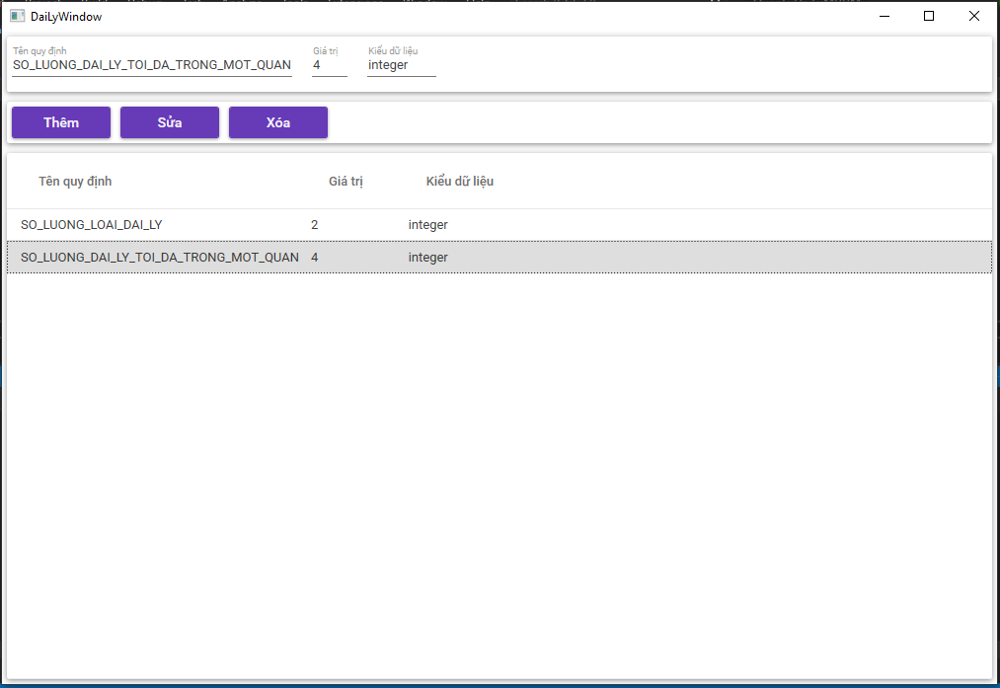 DaiLyWindow
Tên quy định Giá trị Kiểu dữ liệu
SO_LUONG_DAI_LY_TOI_DA_TRONG_MOT_QUAN 4 integer
Thêm Sửa Xóa
Tên quy định Giá trị Kiểu dữ liệu
SO_LUONG_LOAI_DAI_LY 2 integer
SO_LUONG_DAI_LY_TOI_DA_TRONG_MOT_QUAN 4 integer